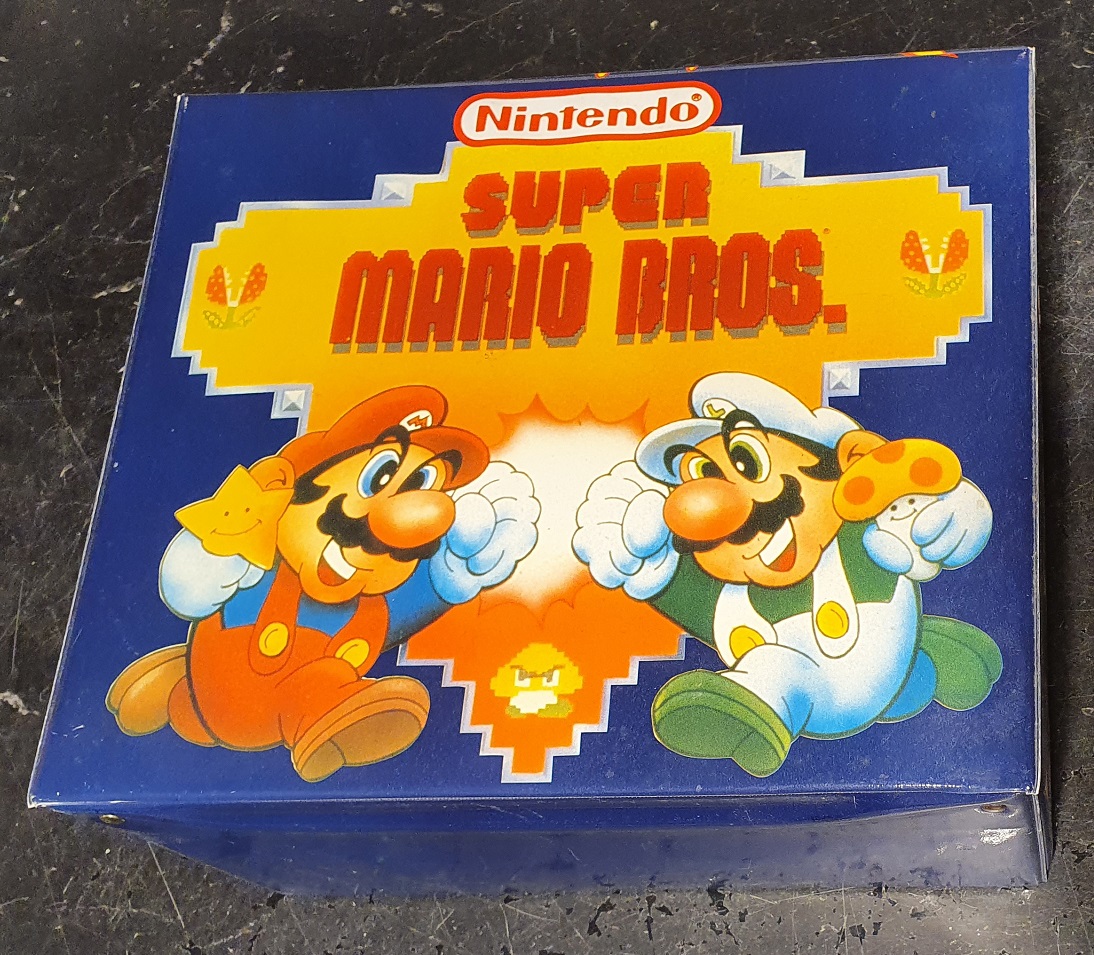 Nintendo®
SUPER
MARIO BROS.
M
L